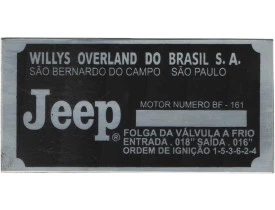 WILLYS OVERLAND DO BRASIL S. A.
SÃO BERNARDO DO CAMPO SÃO PAULO
Jeep®
MOTOR NUMERO BF - 161
FOLGA DA VÁLVULA A FRIO
ENTRADA . 018" SAÍDA . 016"
ORDEM DE IGNIÇÃO 1-5-3-6-2-4